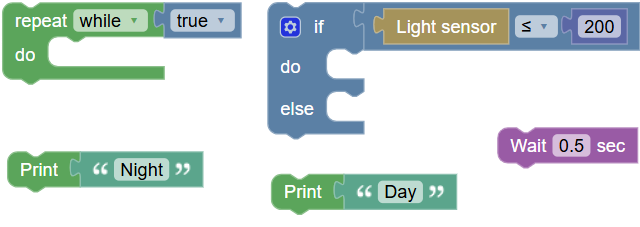 repeat while true
do
if Light sensor ≤ 200
do
else
Print “ Night ”
Print “ Day ”
Wait 0.5 sec